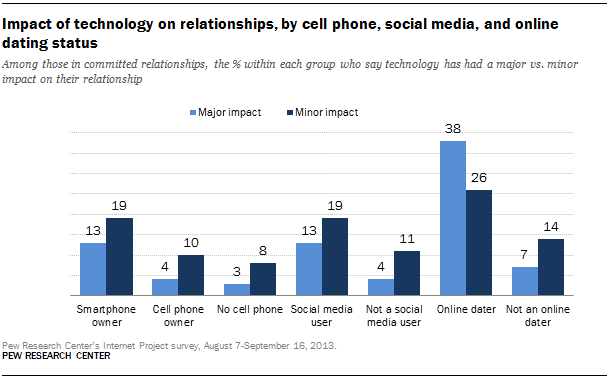 Impact of technology on relationships, by cell phone, social media, and online
dating status
Among those in committed relationships, the % within each group who say technology has had a major vs. minor
impact on their relationship
Major impact Minor impact
13 19 4 10 3 8 13 19 4 11 38 26 7 14
Smartphone owner
Cell phone owner
No cell phone
Social media user
Not a social media user
Online dater
Not an online dater
Pew Research Center's Internet Project survey, August 7-September 16, 2013.
PEW RESEARCH CENTER